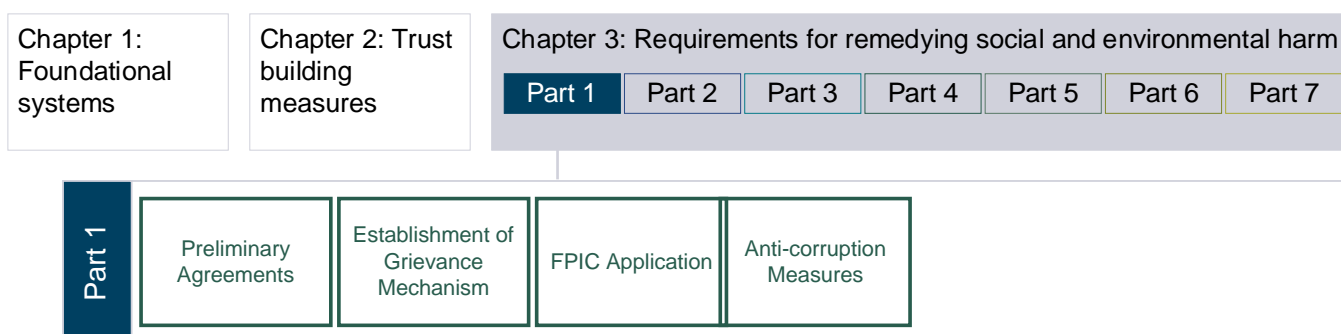 Chapter 1:
Foundational
systems
Chapter 2: Trust
building
measures
Chapter 3: Requirements for remedying social and environmental harm
Part 1
Part 2
Part 3
Part 4
Part 5
Part 6
Part 7
Part 1
Preliminary
Agreements
Establishment of
Grievance
Mechanism
FPIC Application
Anti-corruption
Measures